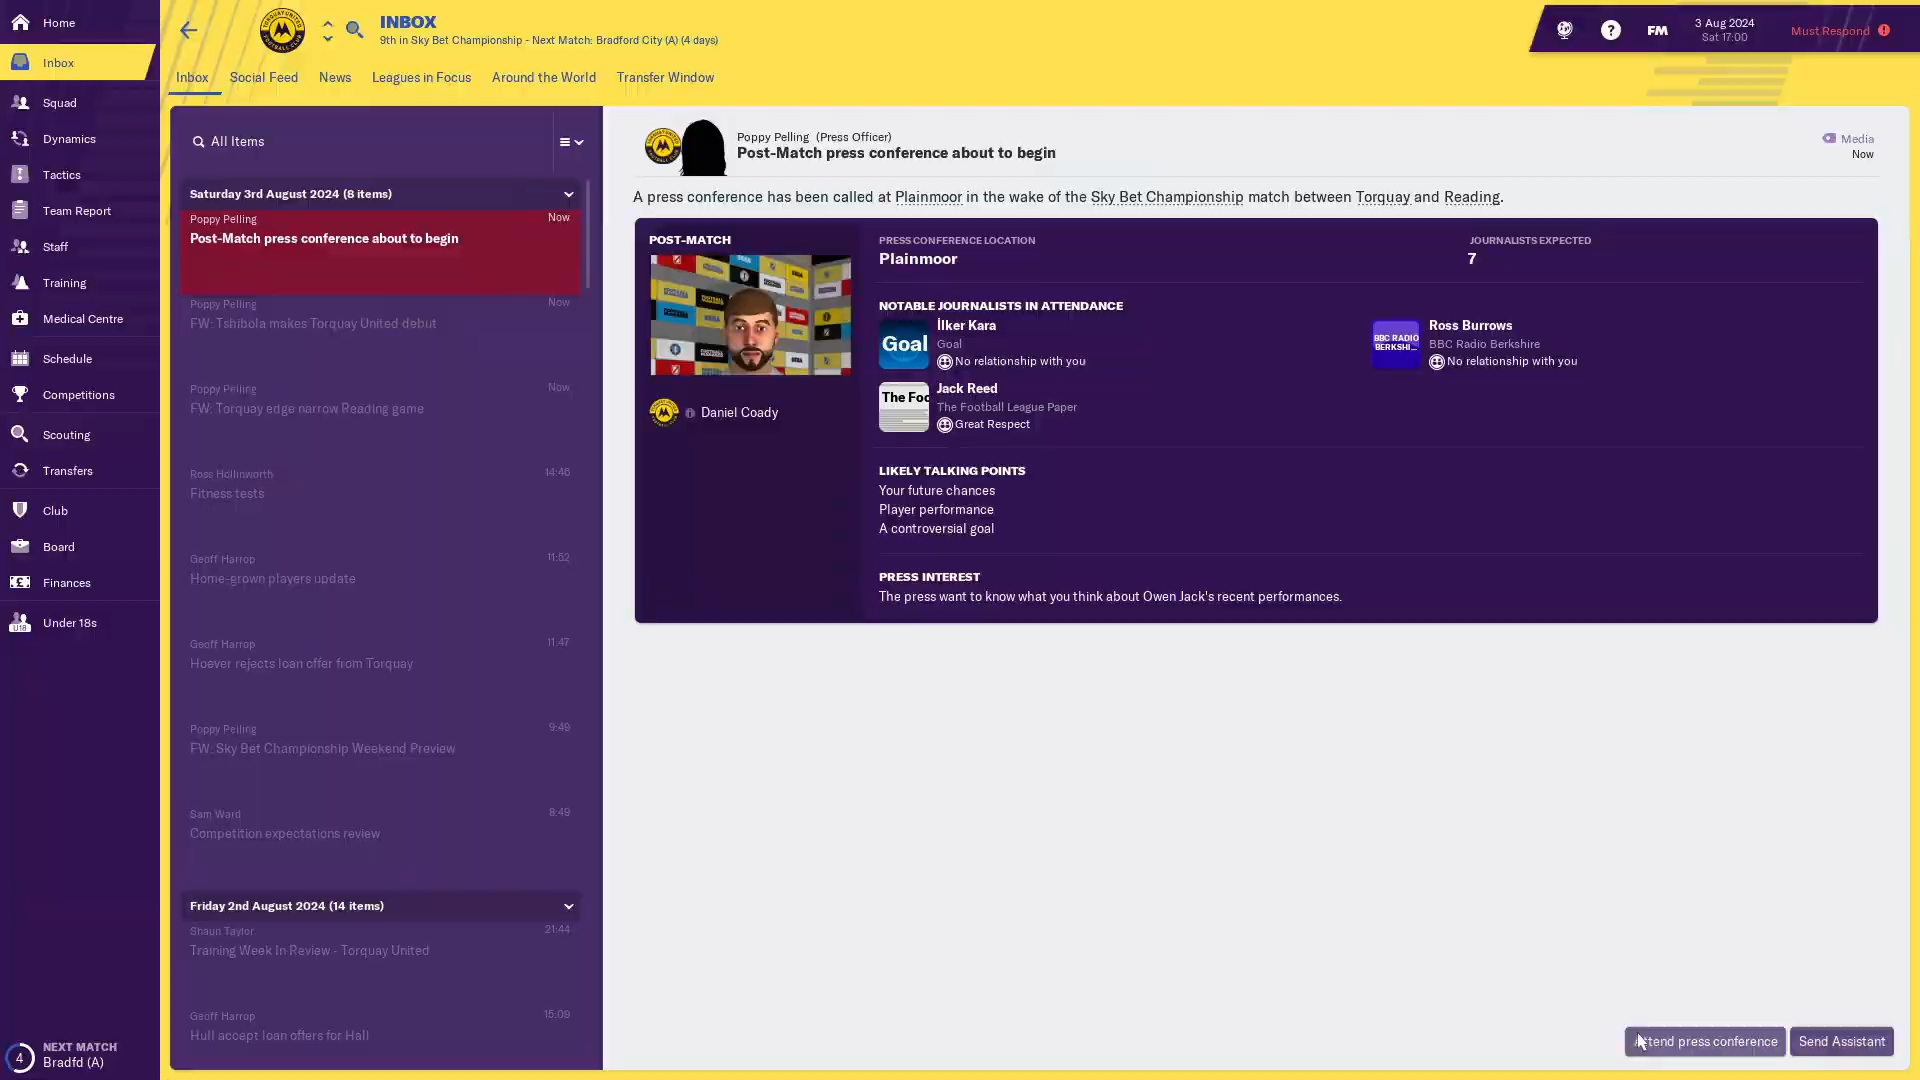 Home
Inbox
Squad
Dynamics
Tactics
Team Report
Staff
Training
Medical Centre
Schedule
Competitions
Scouting
Transfers
Club
Board
Finances
U18
Under 18s
4
NEXT MATCH
Bradfd (A)
INBOX
9th in Sky Bet Championship - Next Match: Bradford City (A) (4 days)
FM
3 Aug 2024
Sat 17:00
Must Respond
Inbox Social Feed News Leagues in Focus Around the World Transfer Window
All Items
Saturday 3rd August 2024 (8 items)
Poppy Pelling Now
Post-Match press conference about to begin
Poppy Pelling Now
FW: Tshibola makes Torquay United debut
Poppy Pelling Now
FW: Torquay edge narrow Reading game
Ross Hollinworth 14:46
Fitness tests
Geoff Harrop 11:52
Home-grown players update
Geoff Harrop 11:47
Hoever rejects loan offer from Torquay
Poppy Pelling 9:49
FW: Sky Bet Championship Weekend Preview
Sam Ward 8:49
Competition expectations review
Friday 2nd August 2024 (14 items)
Shaun Taylor 21:44
Training Week In Review - Torquay United
Geoff Harrop 15:09
Hull accept loan offers for Hall
Poppy Pelling (Press Officer)
Post-Match press conference about to begin
Media
Now
A press conference has been called at Plainmoor in the wake of the Sky Bet Championship match between Torquay and Reading.
POST-MATCH
Daniel Coady
PRESS CONFERENCE LOCATION
Plainmoor
JOURNALISTS EXPECTED
7
NOTABLE JOURNALISTS IN ATTENDANCE
Goal
İlker Kara
Goal
No relationship with you
BBC RADIO
BERKSHI...
Ross Burrows
BBC Radio Berkshire
No relationship with you
The Foo
Jack Reed
The Football League Paper
Great Respect
LIKELY TALKING POINTS
Your future chances
Player performance
A controversial goal
PRESS INTEREST
The press want to know what you think about Owen Jack's recent performances.
Attend press conference
Send Assistant